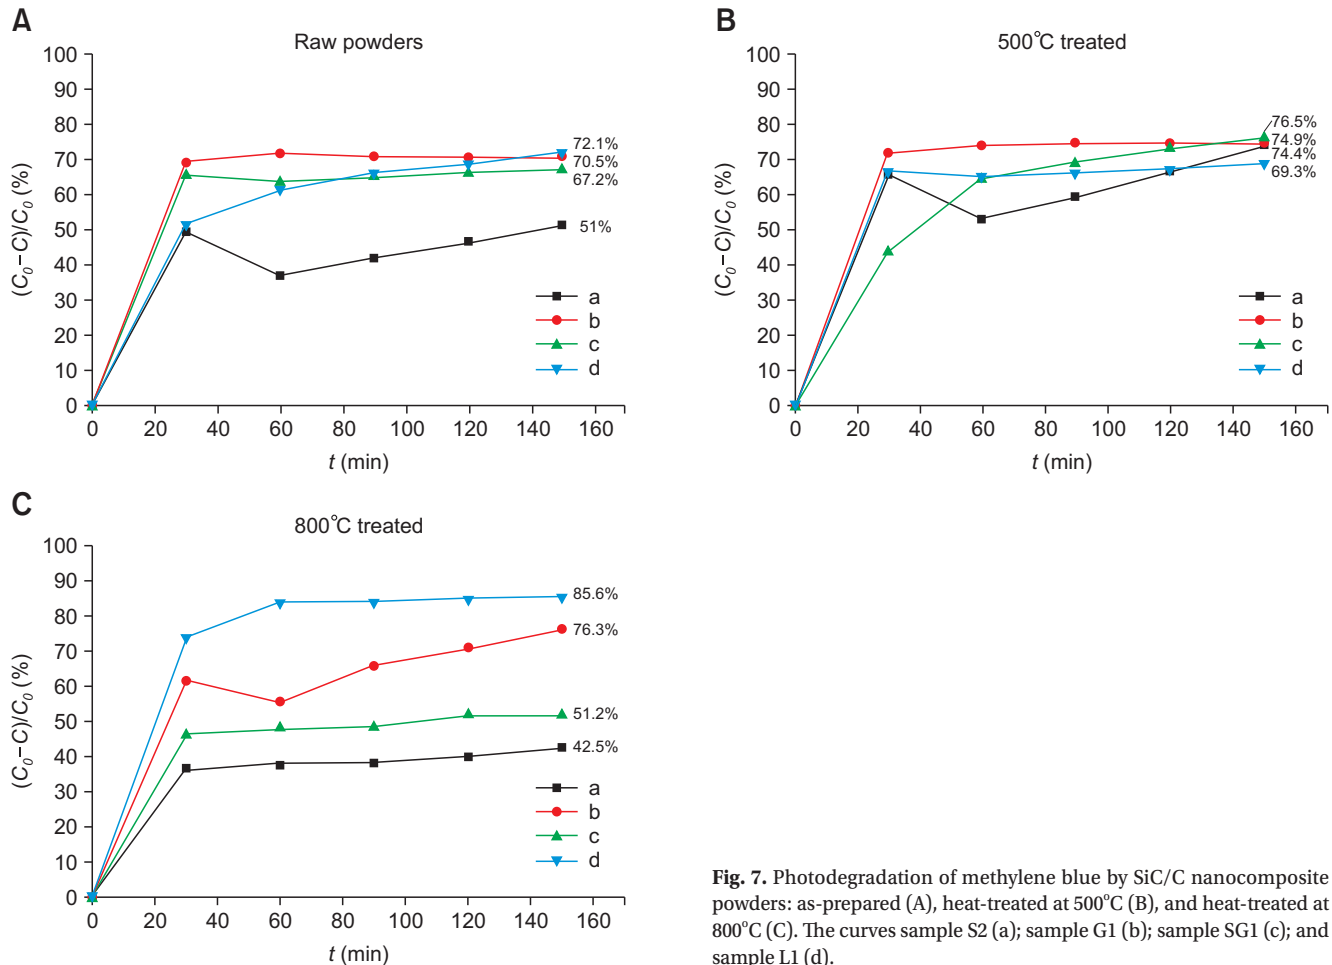 A
Raw powders
100
90
80
70
60
50
40
30
20
10
0
(C0−C)/C0 (%)
72.1%
70.5%
67.2%
51%
a
b
c
d
0 20 40 60 80 100 120 140 160
t (min)
B
500°C treated
100
90
80
70
60
50
40
30
20
10
0
(C0−C)/C0 (%)
76.5%
74.9%
74.4%
69.3%
a
b
c
d
0 20 40 60 80 100 120 140 160
t (min)
C
800°C treated
100
90
80
70
60
50
40
30
20
10
0
(C0−C)/C0 (%)
85.6%
76.3%
51.2%
42.5%
a
b
c
d
0 20 40 60 80 100 120 140 160
t (min)
Fig. 7. Photodegradation of methylene blue by SiC/C nanocomposite
powders: as-prepared (A), heat-treated at 500°C (B), and heat-treated at
800°C (C). The curves sample S2 (a); sample G1 (b); sample SG1 (c); and
sample L1 (d).